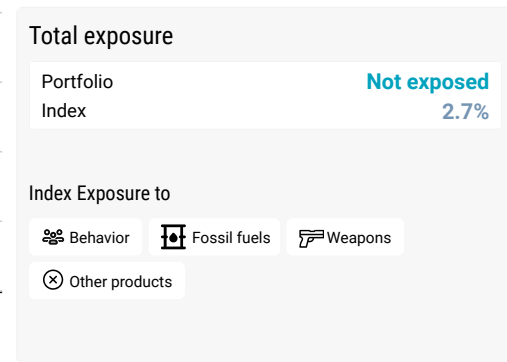 Total exposure
Portfolio Not exposed
Index 2.7%
Index Exposure to
Behavior Fossil fuels Weapons
Other products